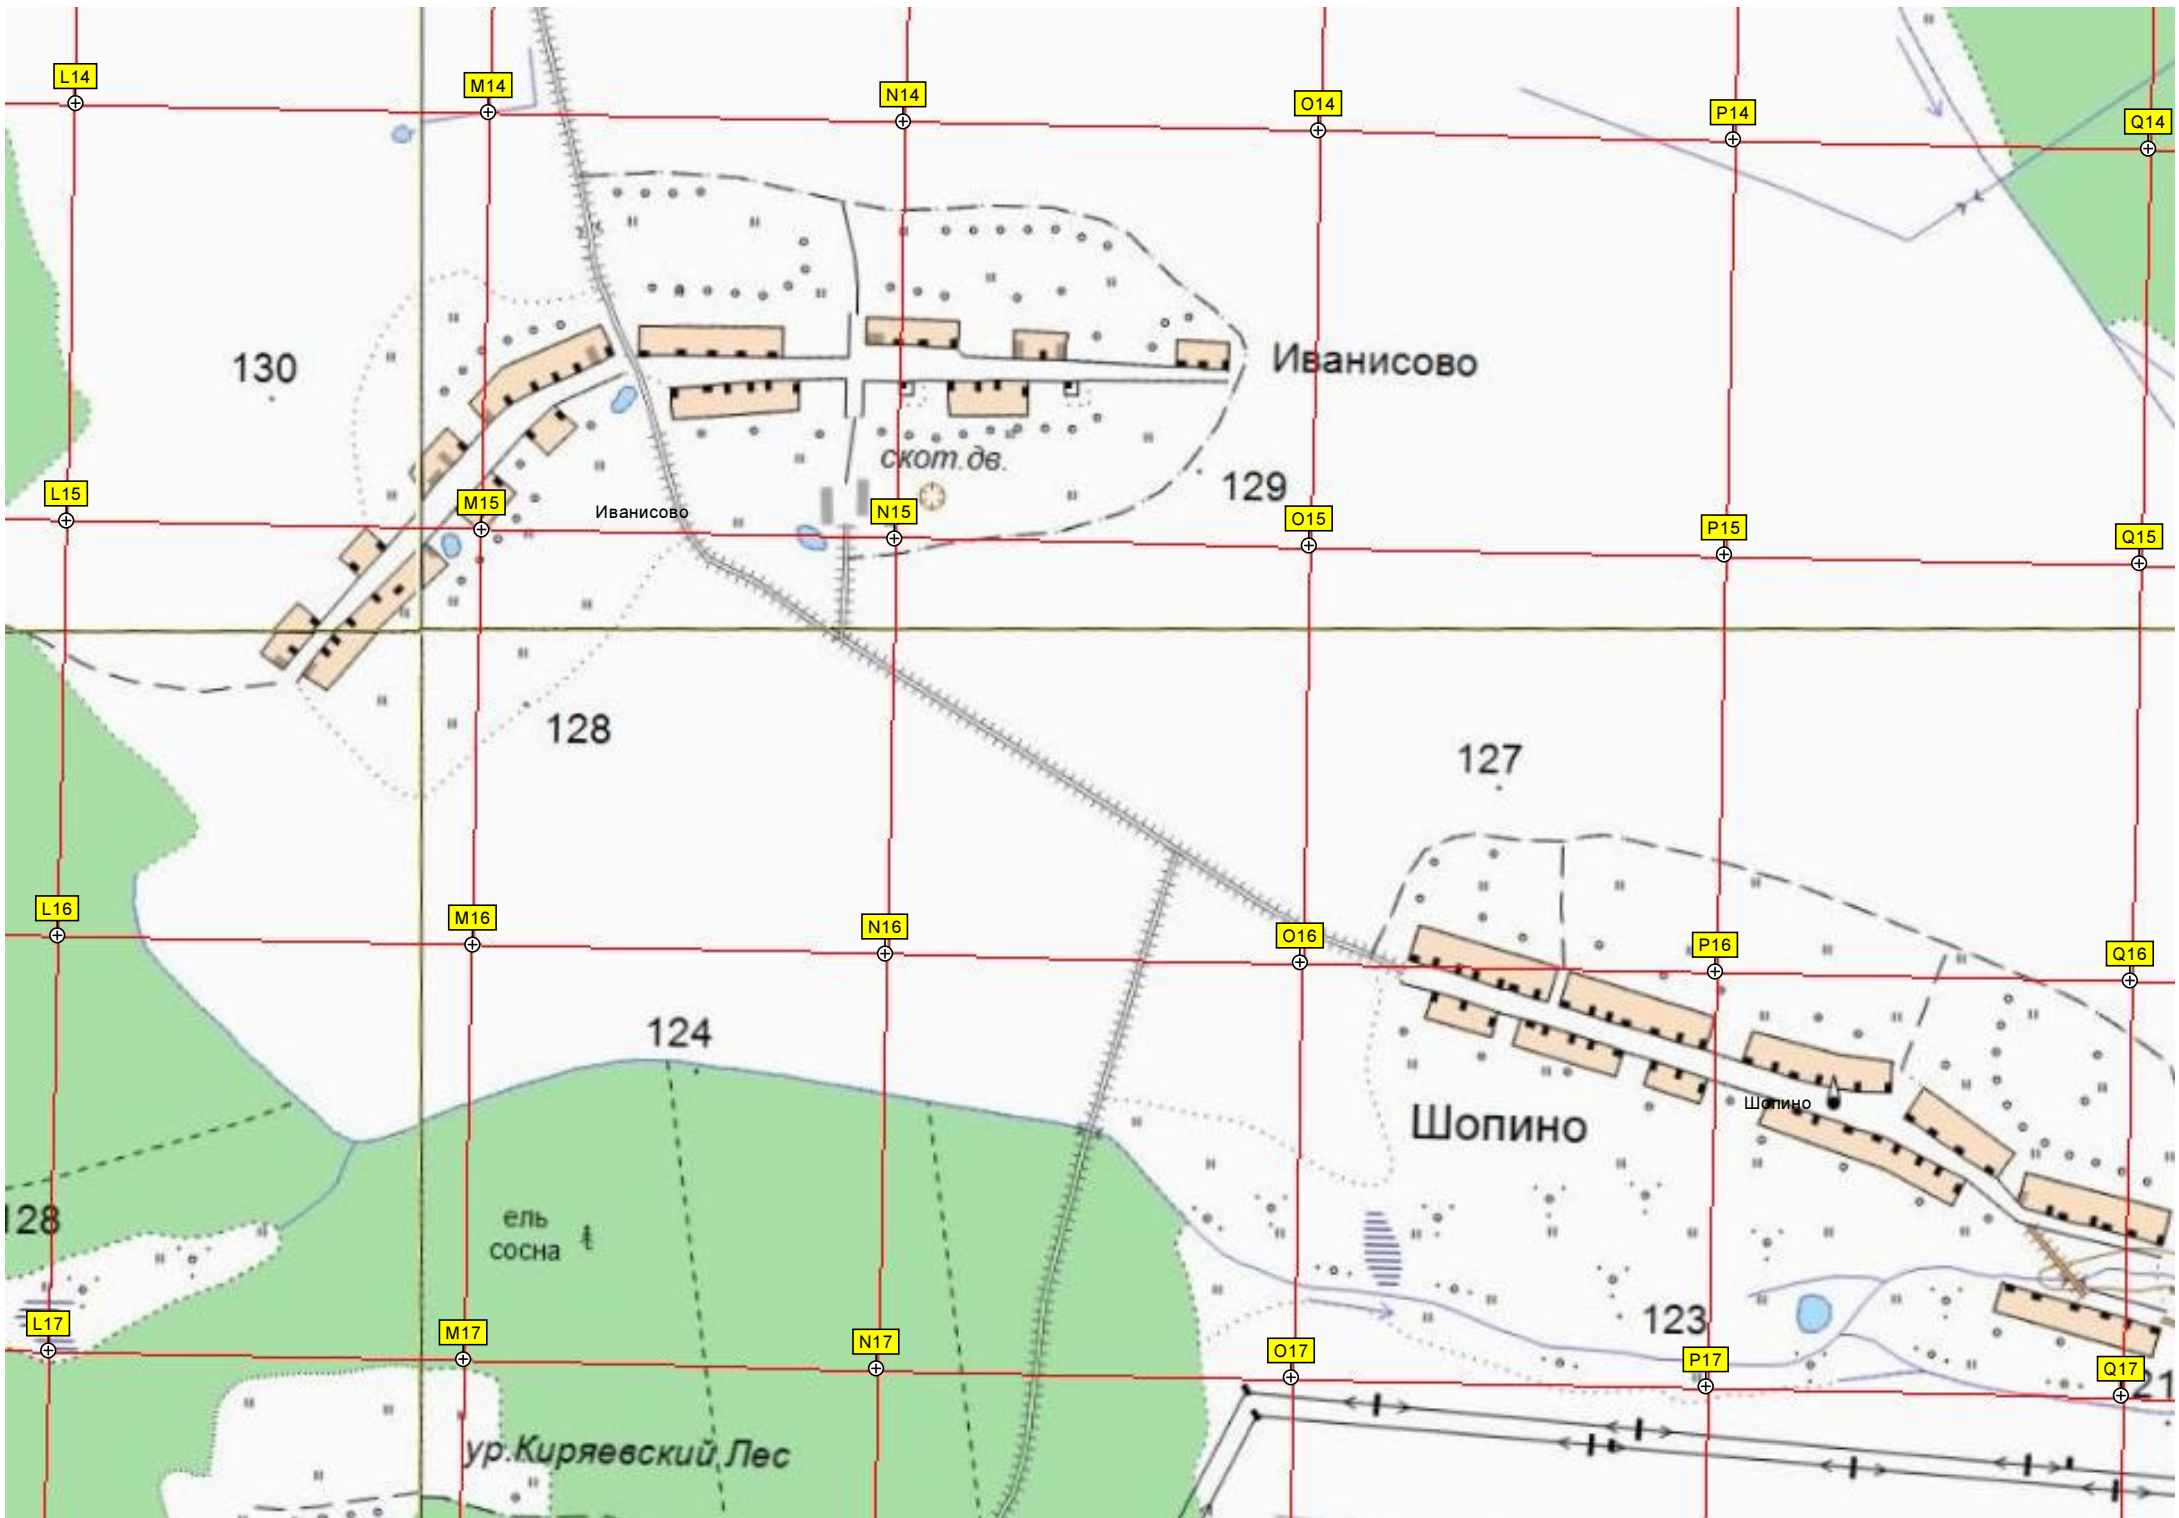 L14
M14
N14
O14
P14
Q14
130
Иванисово
скот.дв.
129
L15
M15
Иванисово
N15
O15
P15
Q15
128
127
L16
M16
N16
O16
P16
Q16
124
Шопино
Шопино
128
ель
сосна
123
L17
M17
N17
O17
P17
Q17
21
ур.Киряевский Лес